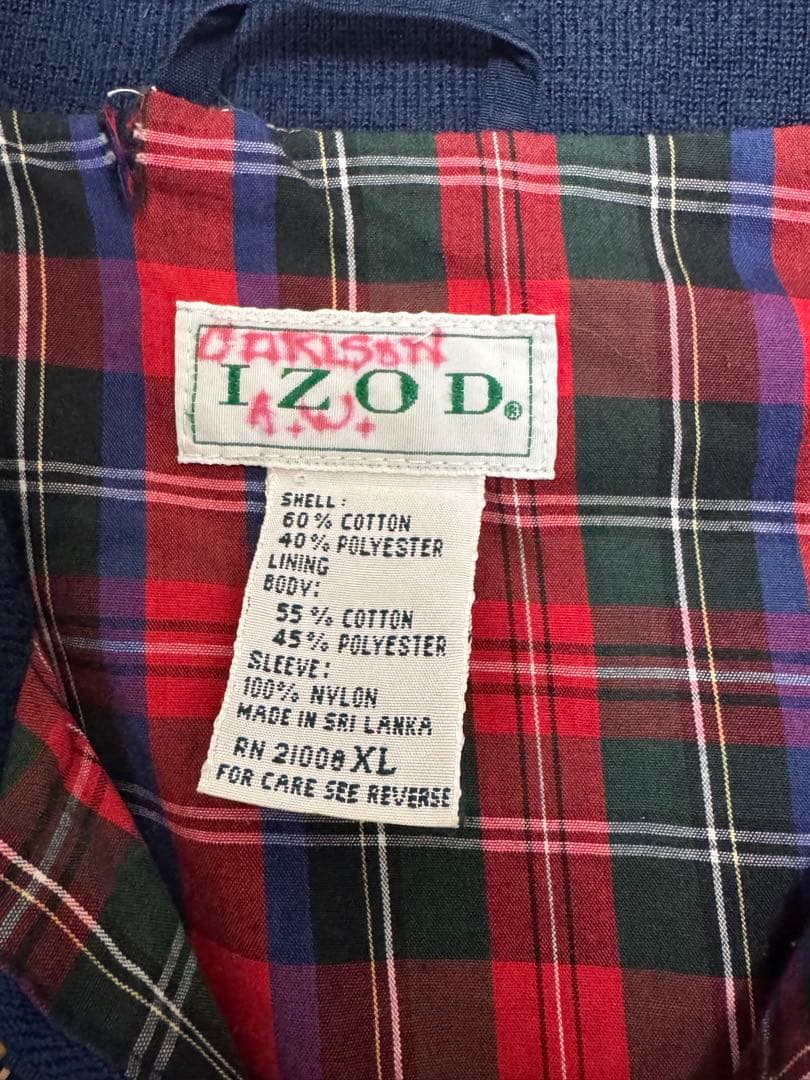 CARLSON
IZOD®
A.W.
SHELL:
60% COTTON
40% POLYESTER
LINING
BODY:
55% COTTON
45% POLYESTER
SLEEVE:
100% NYLON
MADE IN SRI LANKA
RN 21008 XL
FOR CARE SEE REVERSE